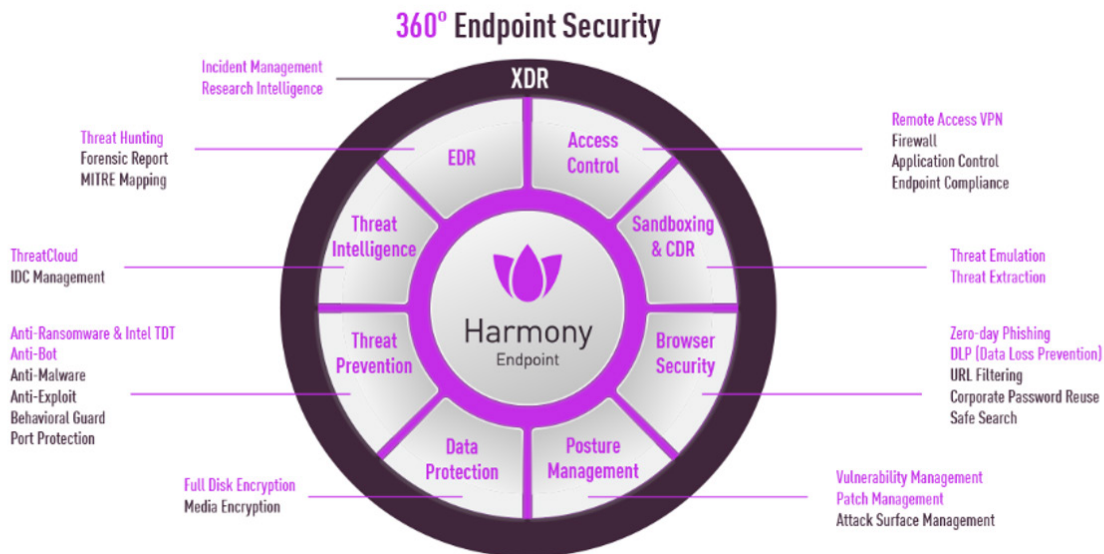 360° Endpoint Security
XDR
Incident Management
Research Intelligence
Threat Hunting
Forensic Report
MITRE Mapping
EDR
Access
Control
Remote Access VPN
Firewall
Application Control
Endpoint Compliance
ThreatCloud
IDC Management
Threat
Intelligence
Sandboxing
& CDR
Threat Emulation
Threat Extraction
Harmony
Endpoint
Anti-Ransomware & Intel TDT
Anti-Bot
Anti-Malware
Anti-Exploit
Behavioral Guard
Port Protection
Threat
Prevention
Browser
Security
Zero-day Phishing
DLP (Data Loss Prevention)
URL Filtering
Corporate Password Reuse
Safe Search
Full Disk Encryption
Media Encryption
Data
Protection
Posture
Management
Vulnerability Management
Patch Management
Attack Surface Management